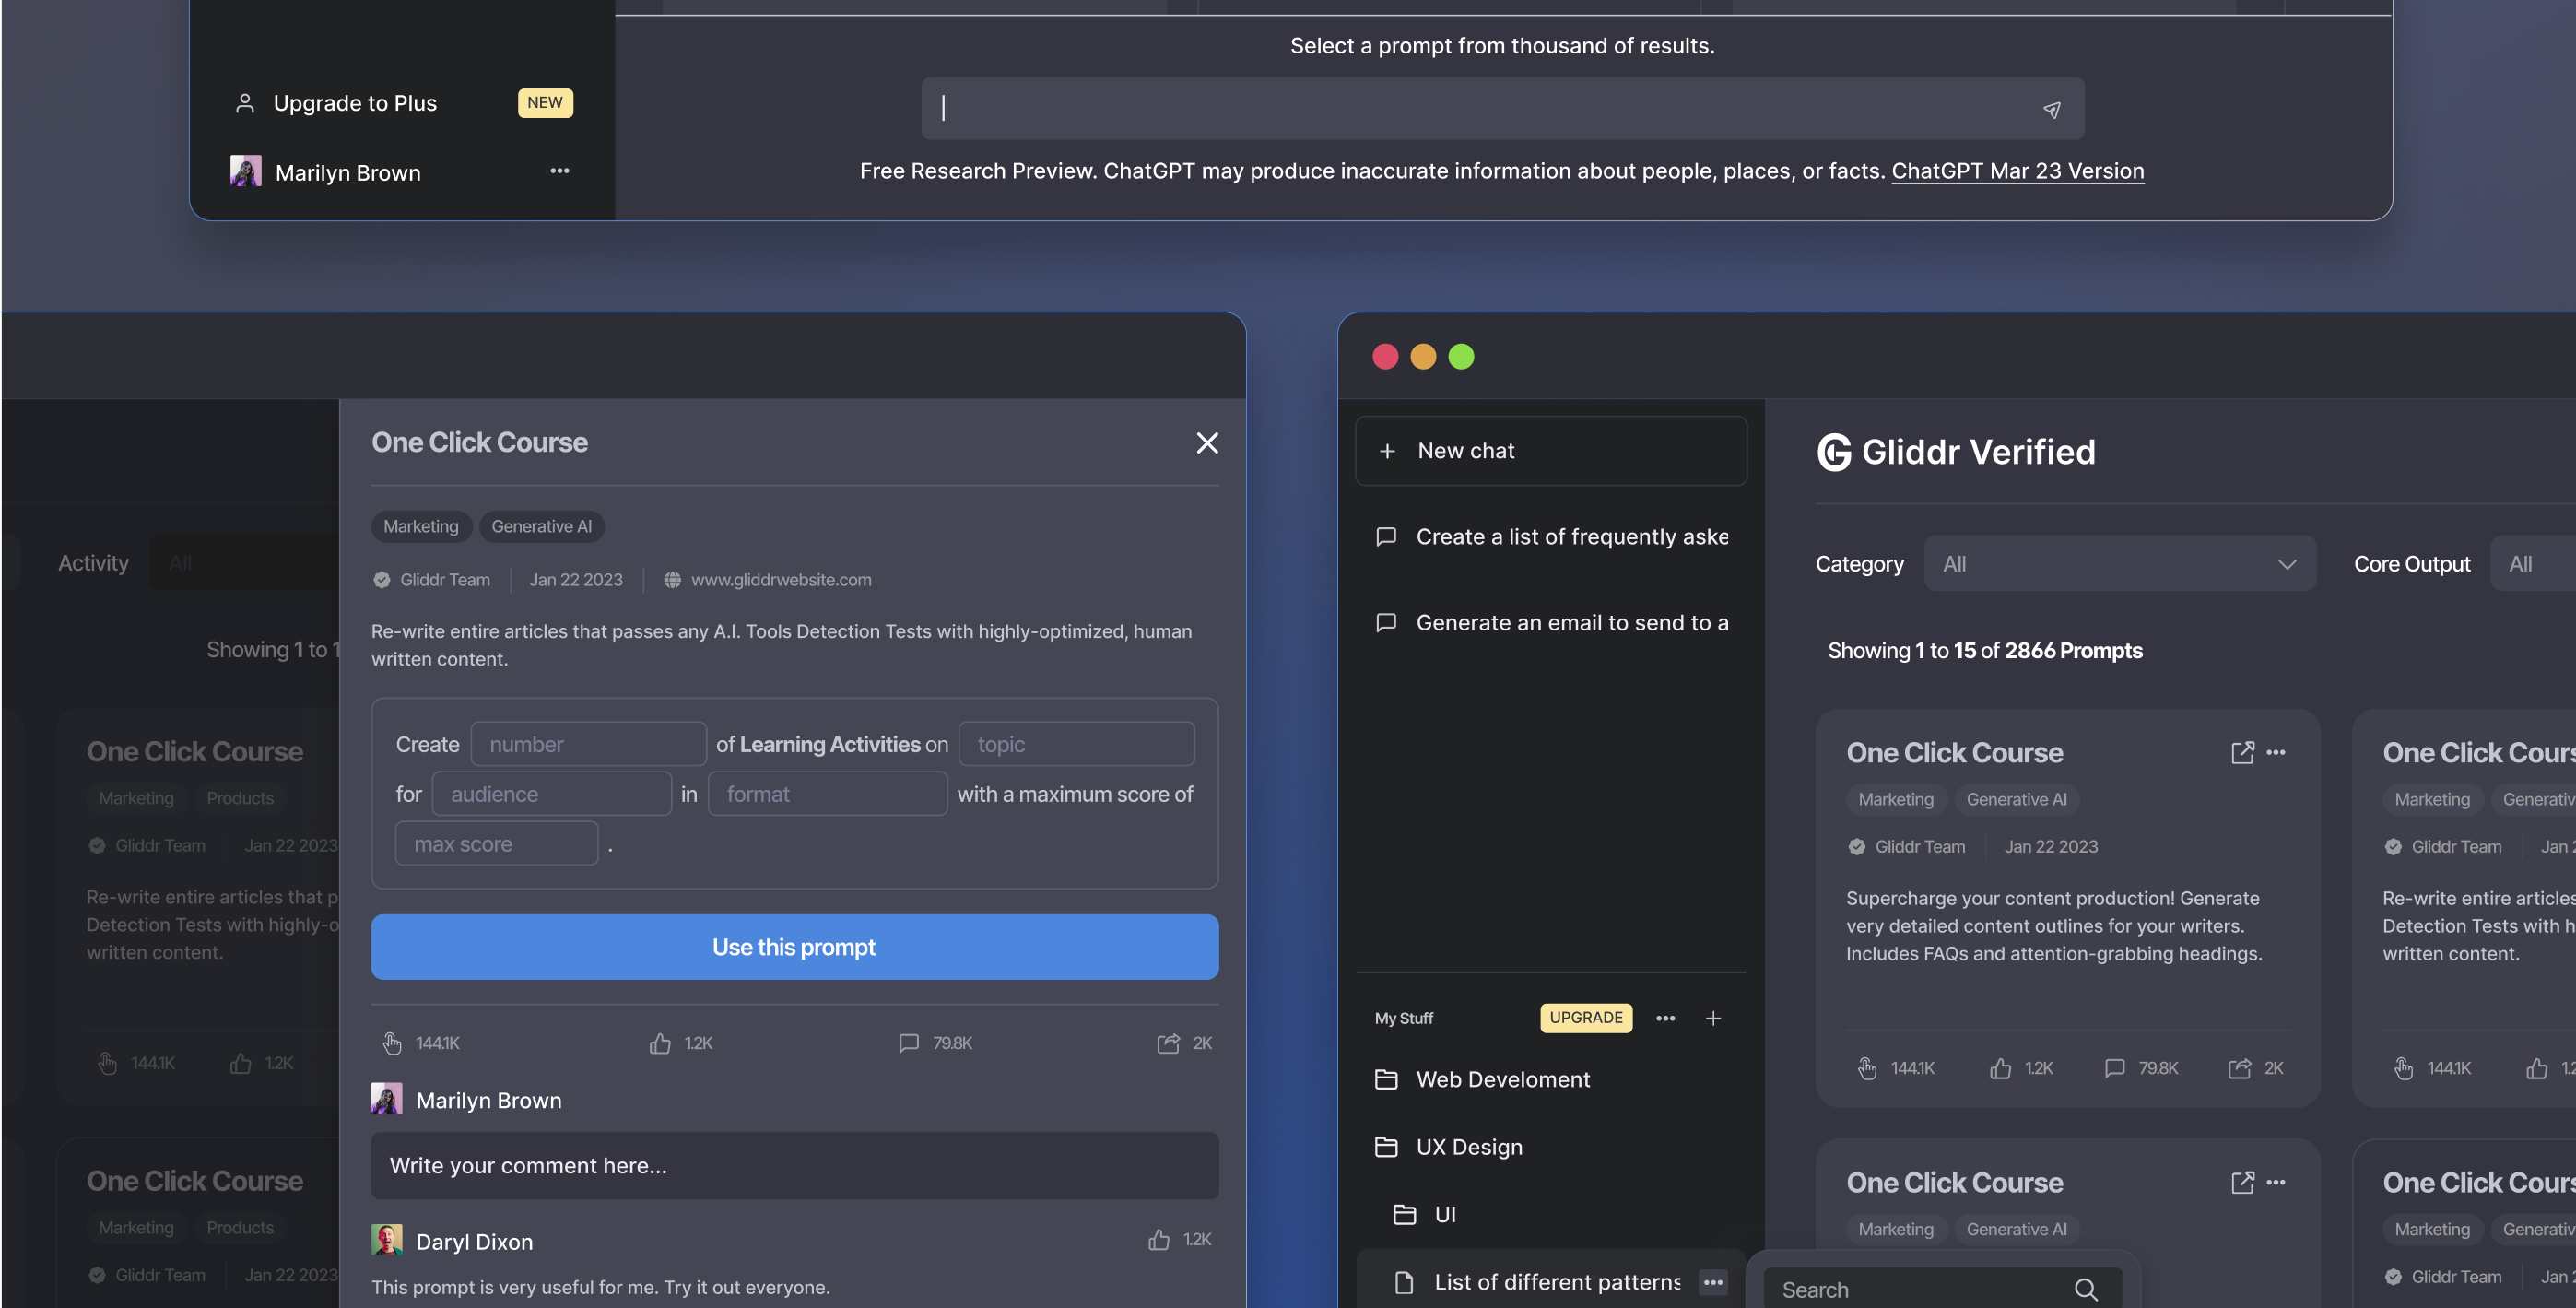 Select a prompt from thousand of results.
Upgrade to Plus
NEW
Marilyn Brown
Free Research Preview. ChatGPT may produce inaccurate information about people, places, or facts. ChatGPT Mar 23 Version
Activity
All
Showing 1 to 1
One Click Course
Marketing
Products
Gliddr Team
Jan 22 2023
Re-write entire articles that p
Detection Tests with highly-o
written content.
144.1K
1.2K
One Click Course
Marketing
Products
Gliddr Team
Jan 22 2023
One Click Course
Marketing
Generative AI
Gliddr Team
Jan 22 2023
www.gliddrwebsite.com
Re-write entire articles that passes any A.I. Tools Detection Tests with highly-optimized, human
written content.
Create number of Learning Activities on topic
for audience in format with a maximum score of
max score .
Use this prompt
144.1K
1.2K
79.8K
2K
Marilyn Brown
Write your comment here...
Daryl Dixon
1.2K
This prompt is very useful for me. Try it out everyone.
New chat
Create a list of frequently aske
Generate an email to send to a
My Stuff
UPGRADE
Web Develoment
UX Design
UI
List of different patterns
Search
Gliddr Verified
Category
All
Core Output
All
Showing 1 to 15 of 2866 Prompts
One Click Course
Marketing
Generative AI
Gliddr Team
Jan 22 2023
Supercharge your content production! Generate
very detailed content outlines for your writers.
Includes FAQs and attention-grabbing headings.
144.1K
1.2K
79.8K
2K
One Click Cours
Marketing
Generativ
Gliddr Team
Jan 2
Re-write entire articles
Detection Tests with h
written content.
144.1K
1.2
One Click Course
Marketing
Generative AI
One Click Cours
Marketing
Generativ
Gliddr Team
Jan 2